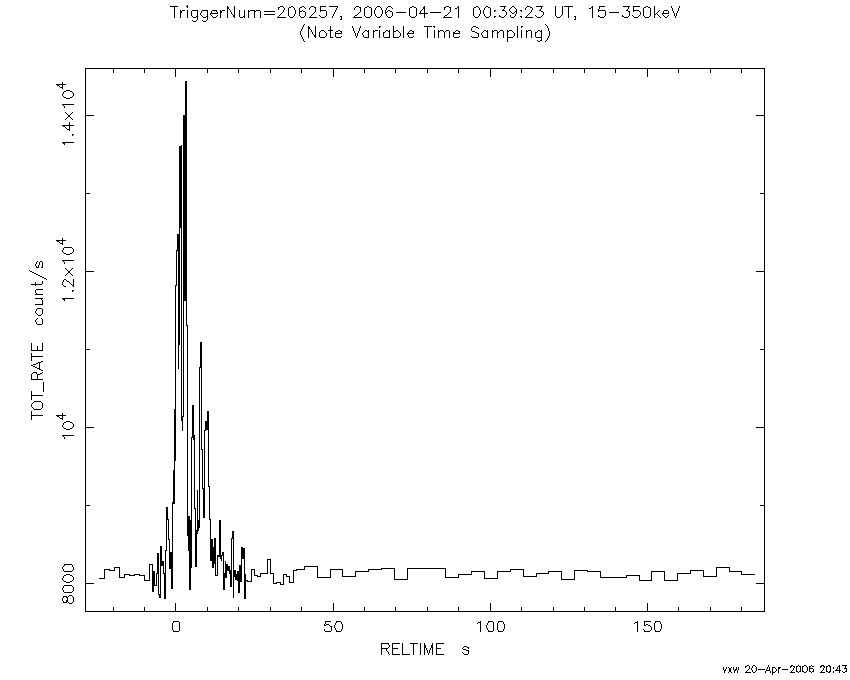 TriggerNum=206257, 2006-04-21 00:39:23 UT, 15-350keV
(Note Variable Time Sampling)
TOT_RATE count/s
1.4×10⁴
1.2×10⁴
10⁴
8000
0 50 100 150
RELTIME s
vxw 20-Apr-2006 20:43